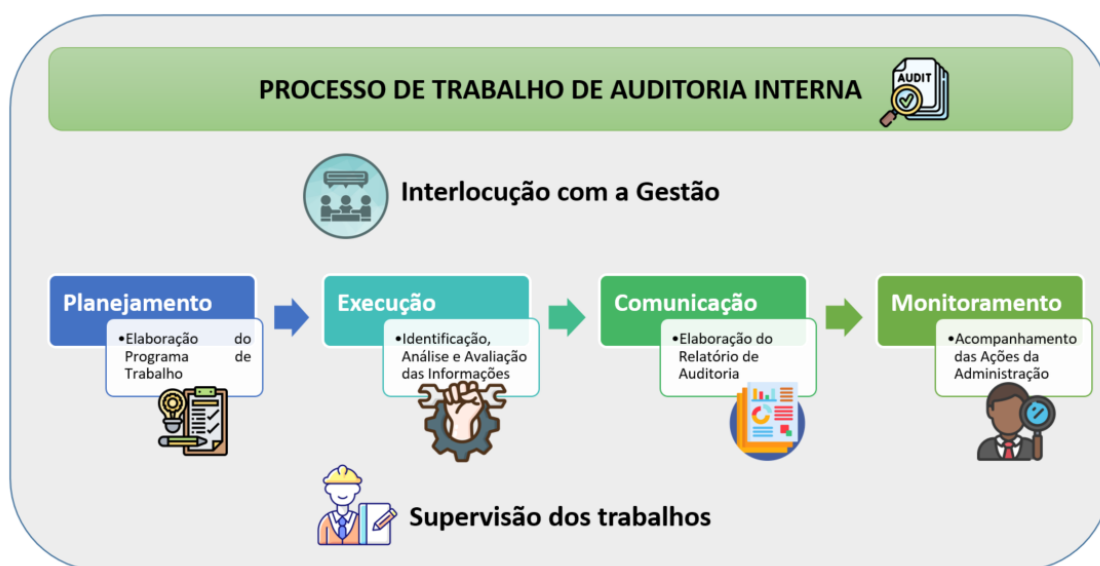 PROCESSO DE TRABALHO DE AUDITORIA INTERNA
AUDIT
Interlocução com a Gestão
Planejamento
•Elaboração do
Programa de
Trabalho
Execução
•Identificação,
Análise e Avaliação
das Informações
Comunicação
•Elaboração do
Relatório de
Auditoria
Monitoramento
•Acompanhamento
das Ações da
Administração
Supervisão dos trabalhos